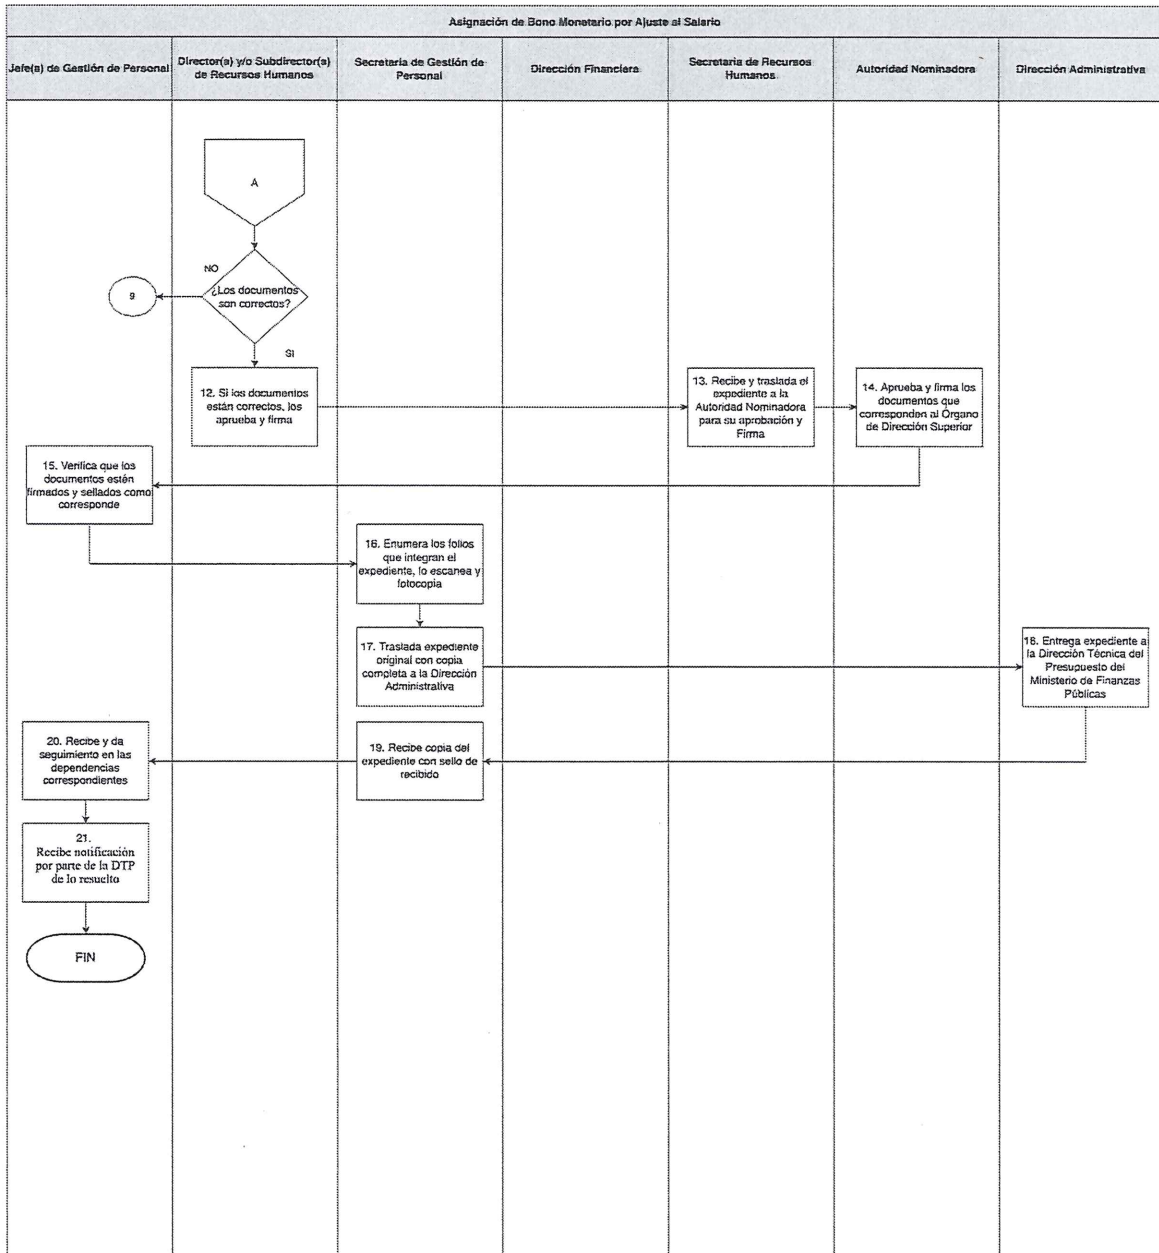 Asignación de Bono Monetario por Ajuste al Salario
Jefe(a) de Gestión de Personal
Director(a) y/o Subdirector(a)
de Recursos Humanos
Secretaria de Gestión de
Personal
Dirección Financiera
Secretaria de Recursos
Humanos
Autoridad Nominadora
Dirección Administrativa
A
NO
¿Los documentos
son correctos?
9
SI
12. Si los documentos
están correctos, los
aprueba y firma
13. Recibe y traslada el
expediente a la
Autoridad Nominadora
para su aprobación y
Firma
14. Aprueba y firma los
documentos que
corresponden al Órgano
de Dirección Superior
15. Verifica que los
documentos estén
firmados y sellados como
corresponde
16. Enumera los folios
que integran el
expediente, lo escanea y
fotocopia
17. Traslada expediente
original con copia
completa a la Dirección
Administrativa
18. Entrega expediente a
la Dirección Técnica del
Presupuesto del
Ministerio de Finanzas
Públicas
19. Recibe copia del
expediente con sello de
recibido
20. Recibe y da
seguimiento en las
dependencias
correspondientes
21.
Recibe notificación
por parte de la DTP
de lo resuelto
FIN